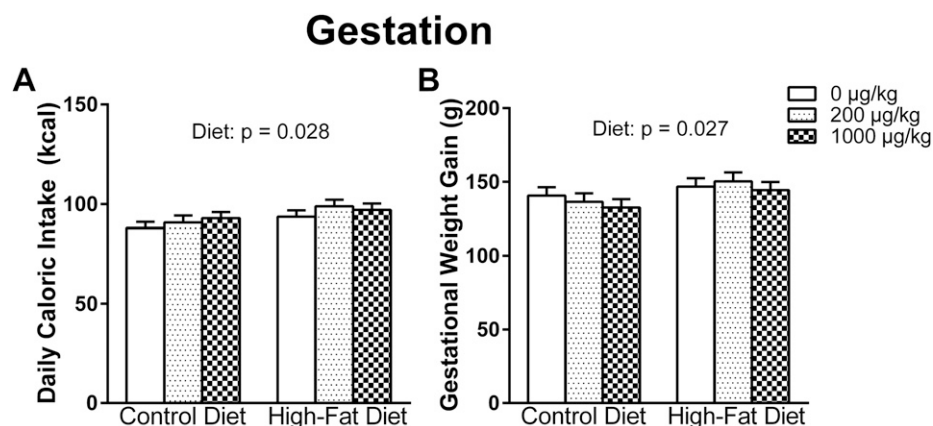 Gestation
A
Daily Caloric Intake (kcal)
150
100
50
0
Diet: p = 0.028
Control Diet
High-Fat Diet
B
Gestational Weight Gain (g)
200
150
100
50
0
Diet: p = 0.027
Control Diet
High-Fat Diet
0 µg/kg
200 µg/kg
1000 µg/kg